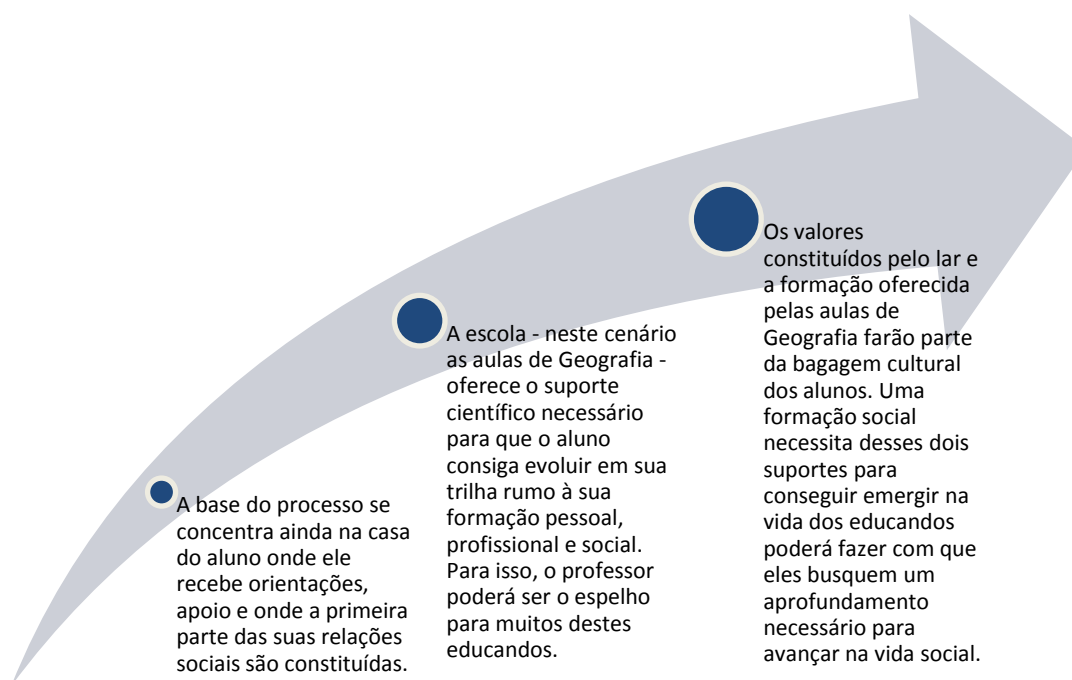 A base do processo se
concentra ainda na casa
do aluno onde ele
recebe orientações,
apoio e onde a primeira
parte das suas relações
sociais são constituídas.
A escola - neste cenário
as aulas de Geografia -
oferece o suporte
científico necessário
para que o aluno
consiga evoluir em sua
trilha rumo à sua
formação pessoal,
profissional e social.
Para isso, o professor
poderá ser o espelho
para muitos destes
educandos.
Os valores
constituídos pelo lar e
a formação oferecida
pelas aulas de
Geografia farão parte
da bagagem cultural
dos alunos. Uma
formação social
necessita desses dois
suportes para
conseguir emergir na
vida dos educandos
poderá fazer com que
eles busquem um
aprofundamento
necessário para
avançar na vida social.